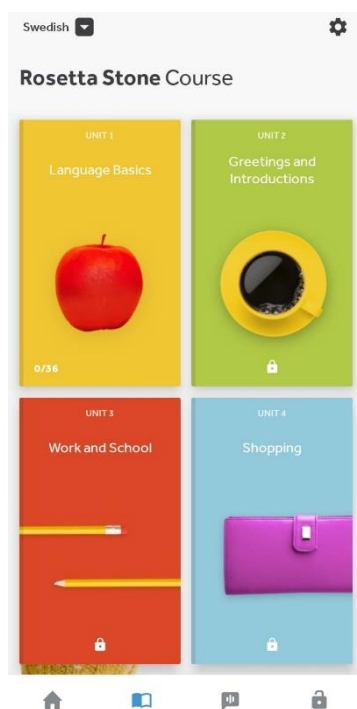 Swedish
Rosetta Stone Course
UNIT 1
Language Basics
0/36
UNIT 2
Greetings and
Introductions
UNIT 3
Work and School
UNIT 4
Shopping